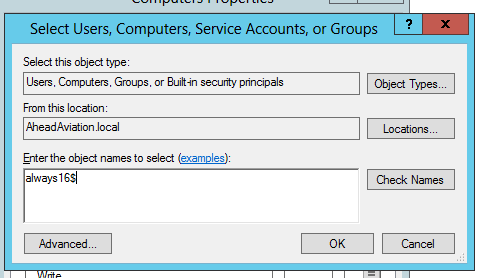 Computers Properties
Select Users, Computers, Service Accounts, or Groups
? x
Select this object type:
Users, Computers, Groups, or Built-in security principals
Object Types...
From this location:
AheadAviation.local
Locations...
Enter the object names to select (examples):
always16$
Check Names
Advanced...
OK
Cancel
Write